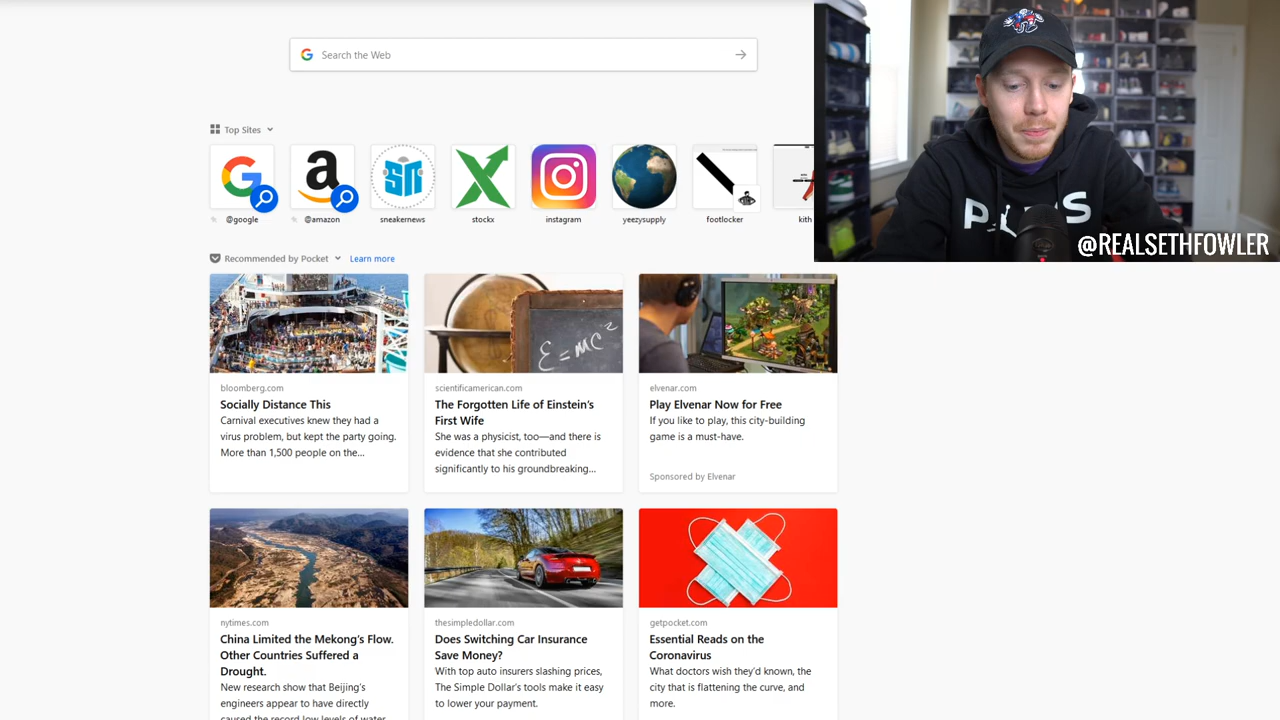 Search the Web
Top Sites
@google
@amazon
sneakernews
stockx
instagram
yeezysupply
footlocker
kith
@REALSETHFOWLER
Recommended by Pocket
Learn more
E=mc²
bloomberg.com
Socially Distance This
Carnival executives knew they had a
virus problem, but kept the party going.
More than 1,500 people on the...
scientificamerican.com
The Forgotten Life of Einstein's
First Wife
She was a physicist, too—and there is
evidence that she contributed
significantly to his groundbreaking...
elvenar.com
Play Elvenar Now for Free
If you like to play, this city-building
game is a must-have.
Sponsored by Elvenar
nytimes.com
China Limited the Mekong's Flow.
Other Countries Suffered a
Drought.
New research show that Beijing's
engineers appear to have directly
caused the record low levels of water
thesimpledollar.com
Does Switching Car Insurance
Save Money?
With top auto insurers slashing prices,
The Simple Dollar's tools make it easy
to lower your payment.
getpocket.com
Essential Reads on the
Coronavirus
What doctors wish they'd known, the
city that is flattening the curve, and
more.